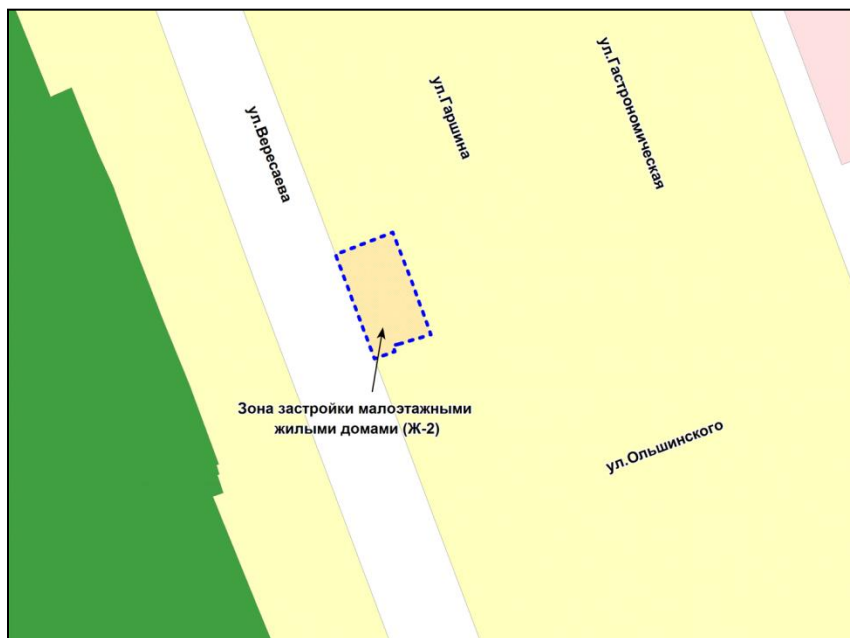 ул.Вересаева
ул.Гаршина
ул.Гастрономическая
Зона застройки малоэтажными
жилыми домами (Ж-2)
ул.Ольшинского